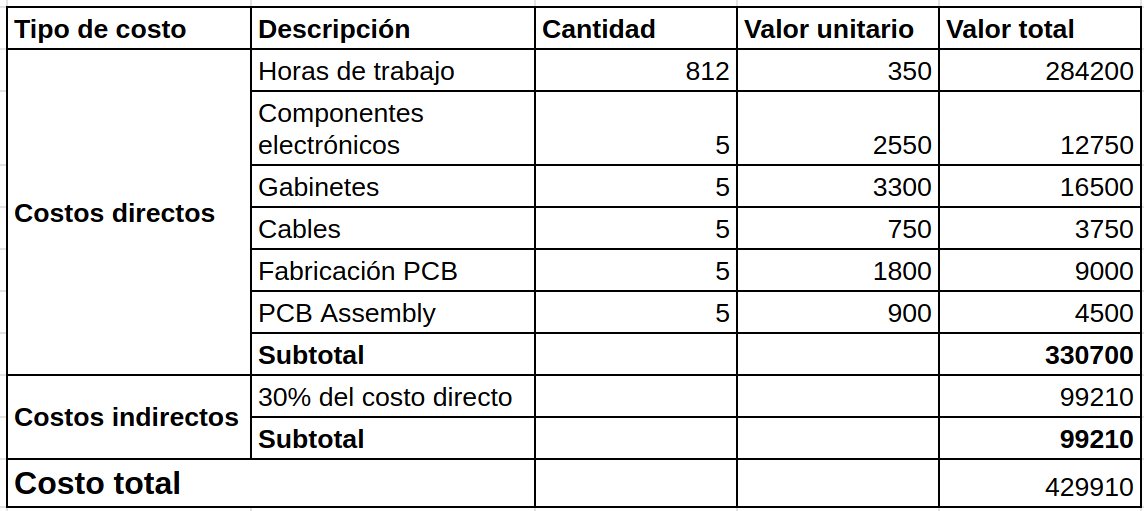 Tipo de costo Descripción Cantidad Valor unitario Valor total
Costos directos
Horas de trabajo 812 350 284200
Componentes
electrónicos 5 2550 12750
Gabinetes 5 3300 16500
Cables 5 750 3750
Fabricación PCB 5 1800 9000
PCB Assembly 5 900 4500
Subtotal 330700
Costos indirectos
30% del costo directo 99210
Subtotal 99210
Costo total 429910